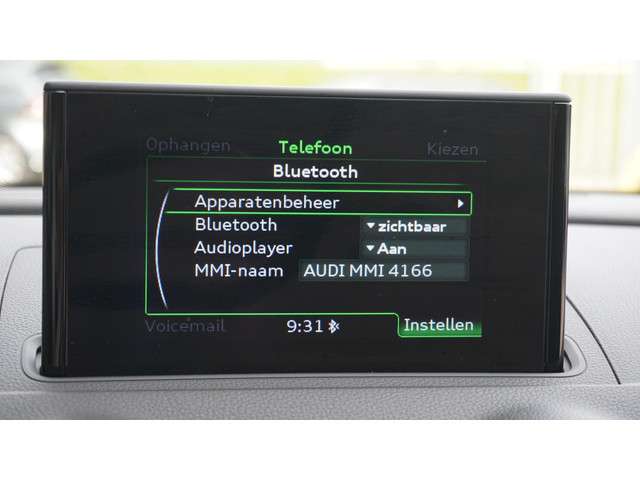 Ophangen Telefoon Kiezen
Bluetooth
Apparatenbeheer
Bluetooth zichtbaar
Audioplayer Aan
MMI-naam AUDI MMI 4166
Voicemail 9:31 Instellen